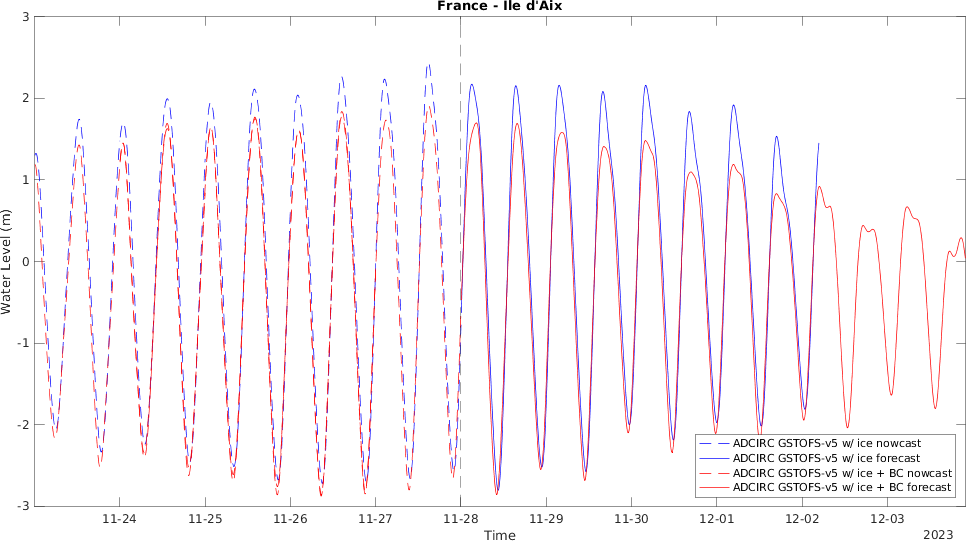 France - Ile d'Aix
3
2
1
0
-1
-2
-3
Water Level (m)
ADCIRC GSTOFS-v5 w/ ice nowcast
ADCIRC GSTOFS-v5 w/ ice forecast
ADCIRC GSTOFS-v5 w/ ice + BC nowcast
ADCIRC GSTOFS-v5 w/ ice + BC forecast
11-24 11-25 11-26 11-27 11-28 11-29 11-30 12-01 12-02 12-03
Time
2023